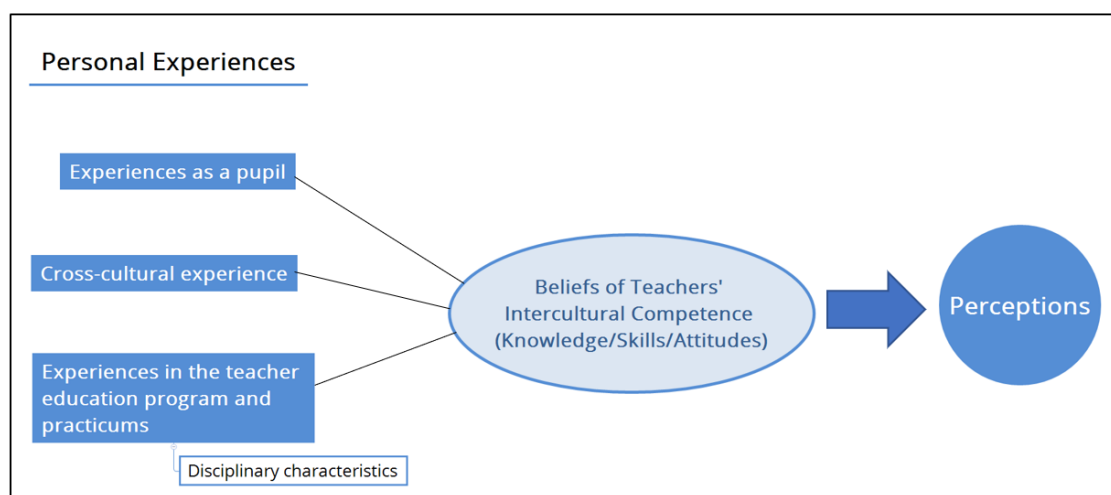 Personal Experiences
Experiences as a pupil
Cross-cultural experience
Experiences in the teacher
education program and
practicums
Disciplinary characteristics
Beliefs of Teachers'
Intercultural Competence
(Knowledge/Skills/Attitudes)
Perceptions